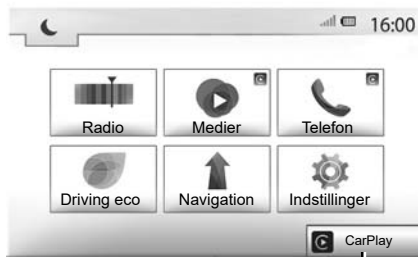 16:00
Radio Medier Telefon
Driving eco Navigation Indstillinger
CarPlay